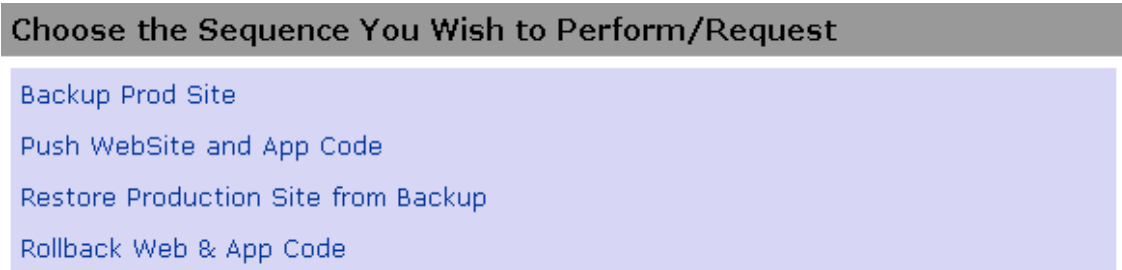 Choose the Sequence You Wish to Perform/Request
Backup Prod Site
Push WebSite and App Code
Restore Production Site from Backup
Rollback Web & App Code